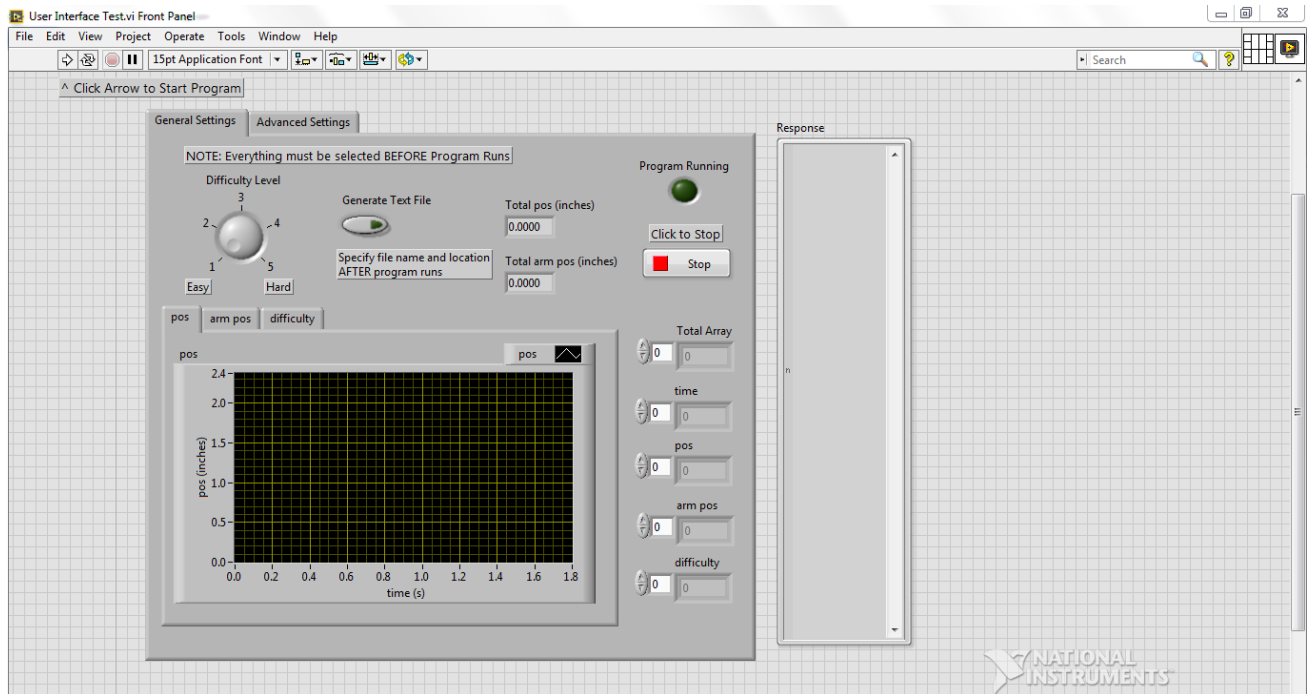 User Interface Test.vi Front Panel
File Edit View Project Operate Tools Window Help
15pt Application Font
Search
^ Click Arrow to Start Program
General Settings Advanced Settings
NOTE: Everything must be selected BEFORE Program Runs
Difficulty Level
1 2 3 4 5
Easy Hard
Generate Text File
Specify file name and location
AFTER program runs
Total pos (inches)
0.0000
Total arm pos (inches)
0.0000
Program Running
Click to Stop
Stop
pos arm pos difficulty
pos
pos
pos (inches)
2.4
2.0
1.5
1.0
0.5
0.0
0.0 0.2 0.4 0.6 0.8 1.0 1.2 1.4 1.6 1.8
time (s)
Total Array
0 0
time
0 0
pos
0 0
arm pos
0 0
difficulty
0 0
Response
n
NATIONAL
INSTRUMENTS